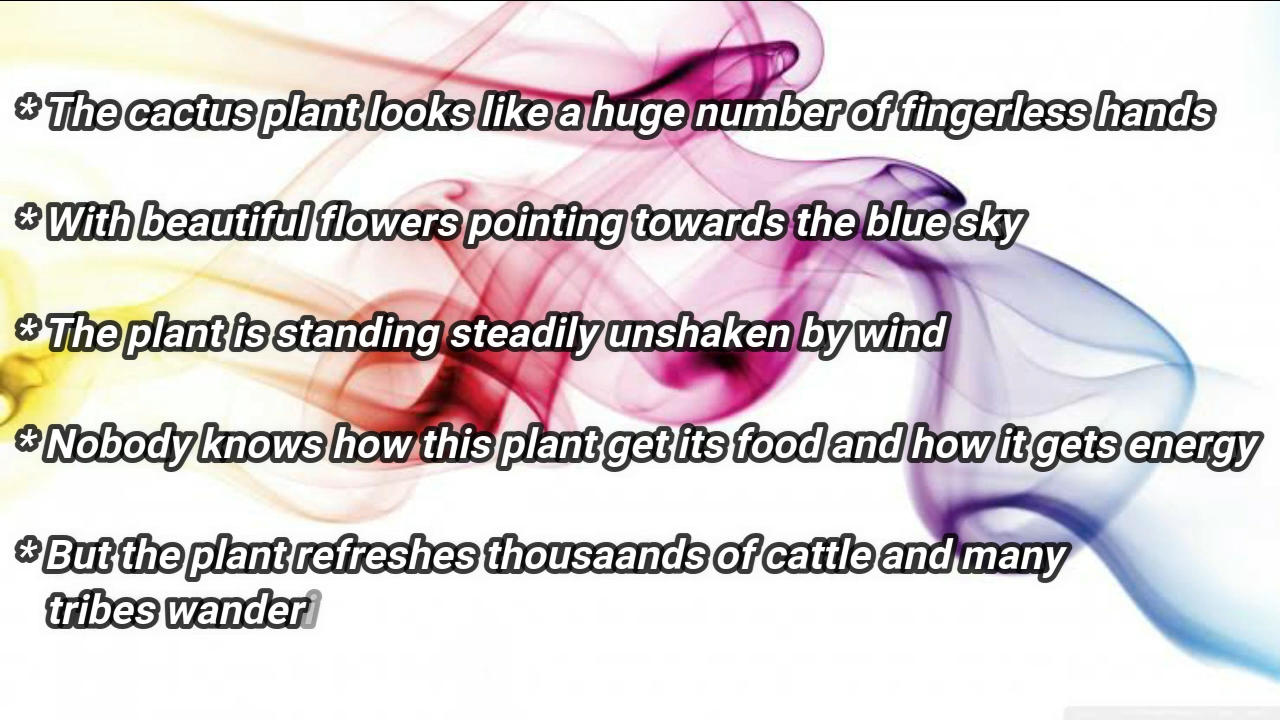 * The cactus plant looks like a huge number of fingerless hands
* With beautiful flowers pointing towards the blue sky
* The plant is standing steadily unshaken by wind
* Nobody knows how this plant get its food and how it gets energy
* But the plant refreshes thousaands of cattle and many
tribes wanderi